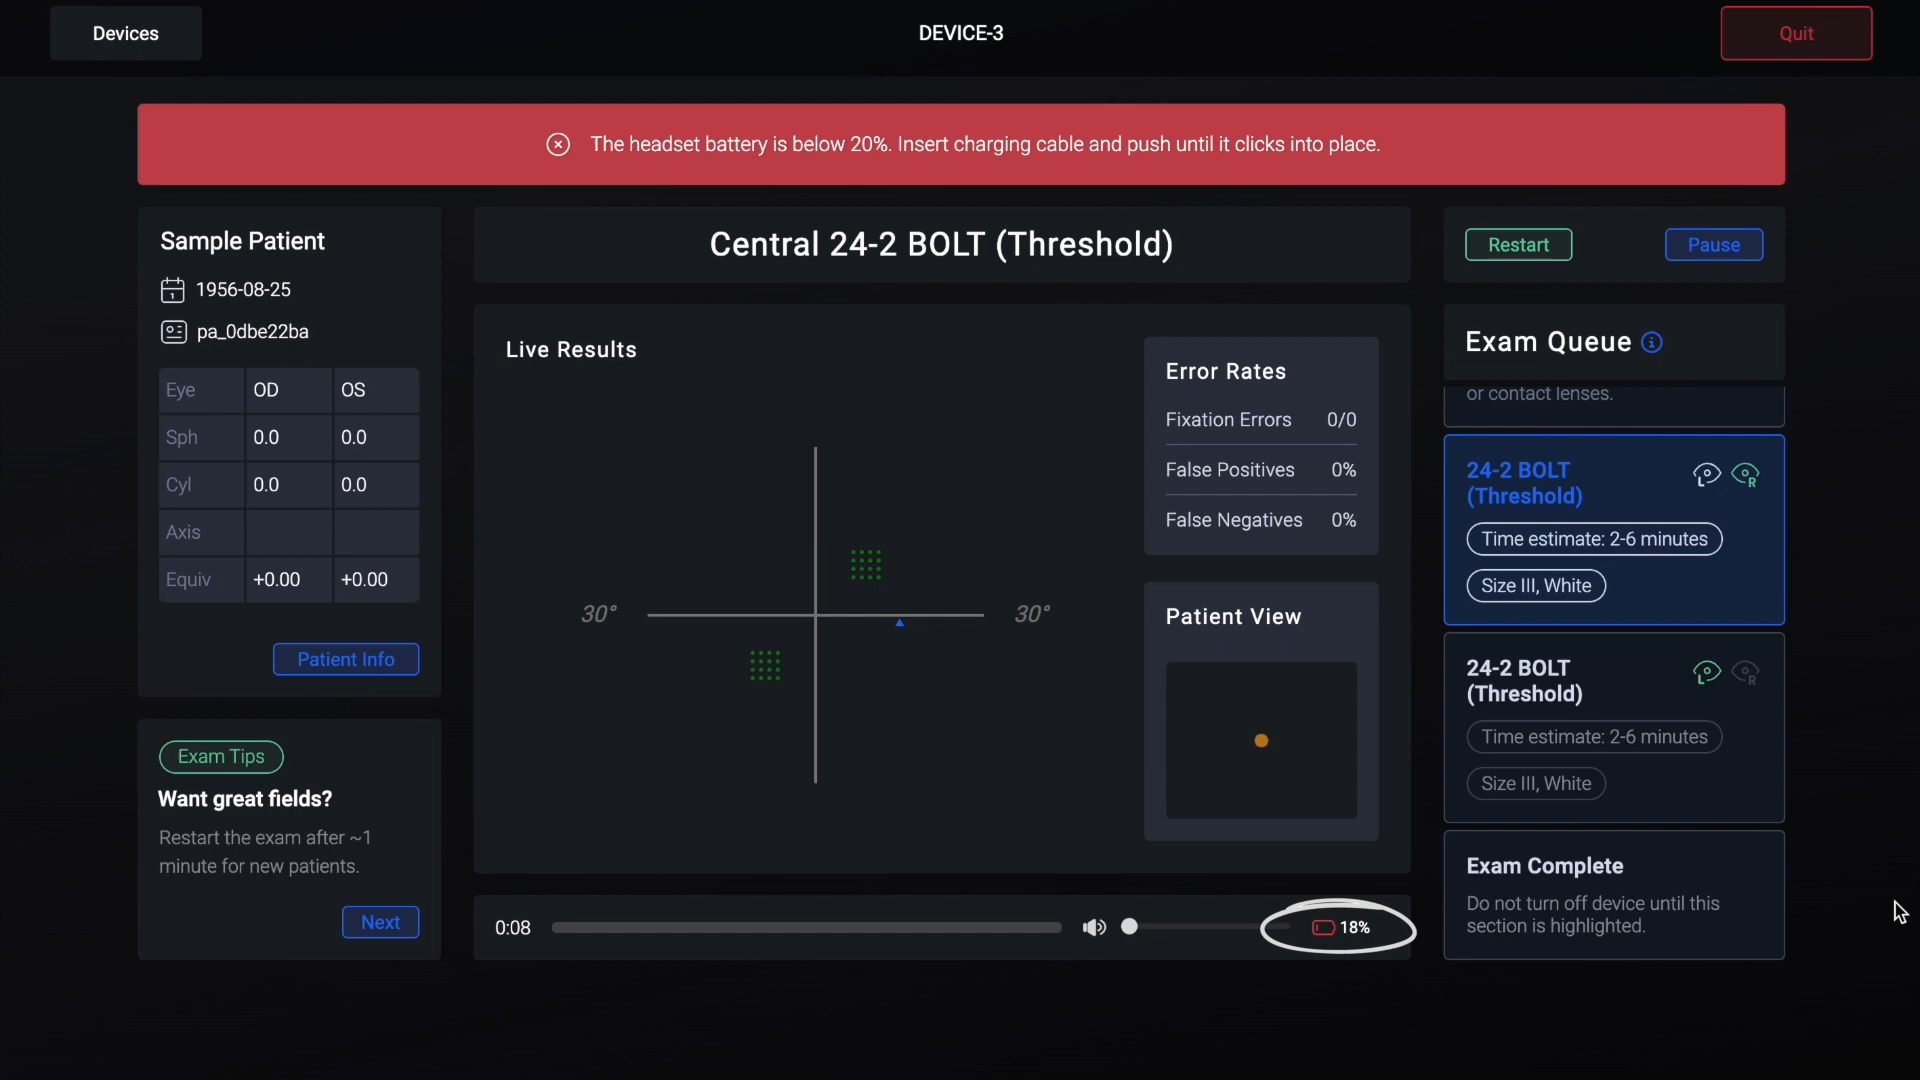 Devices
DEVICE-3
Quit
The headset battery is below 20%. Insert charging cable and push until it clicks into place.
Sample Patient
1
1956-08-25
pa_0dbe22ba
Eye OD OS
Sph 0.0 0.0
Cyl 0.0 0.0
Axis
Equiv +0.00 +0.00
Patient Info
Exam Tips
Want great fields?
Restart the exam after ~1
minute for new patients.
Next
Central 24-2 BOLT (Threshold)
Live Results
30°
30°
Error Rates
Fixation Errors 0/0
False Positives 0%
False Negatives 0%
Patient View
0:08
18%
Restart
Pause
Exam Queue
or contact lenses.
24-2 BOLT
(Threshold)
L R
Time estimate: 2-6 minutes
Size III, White
24-2 BOLT
(Threshold)
L R
Time estimate: 2-6 minutes
Size III, White
Exam Complete
Do not turn off device until this
section is highlighted.